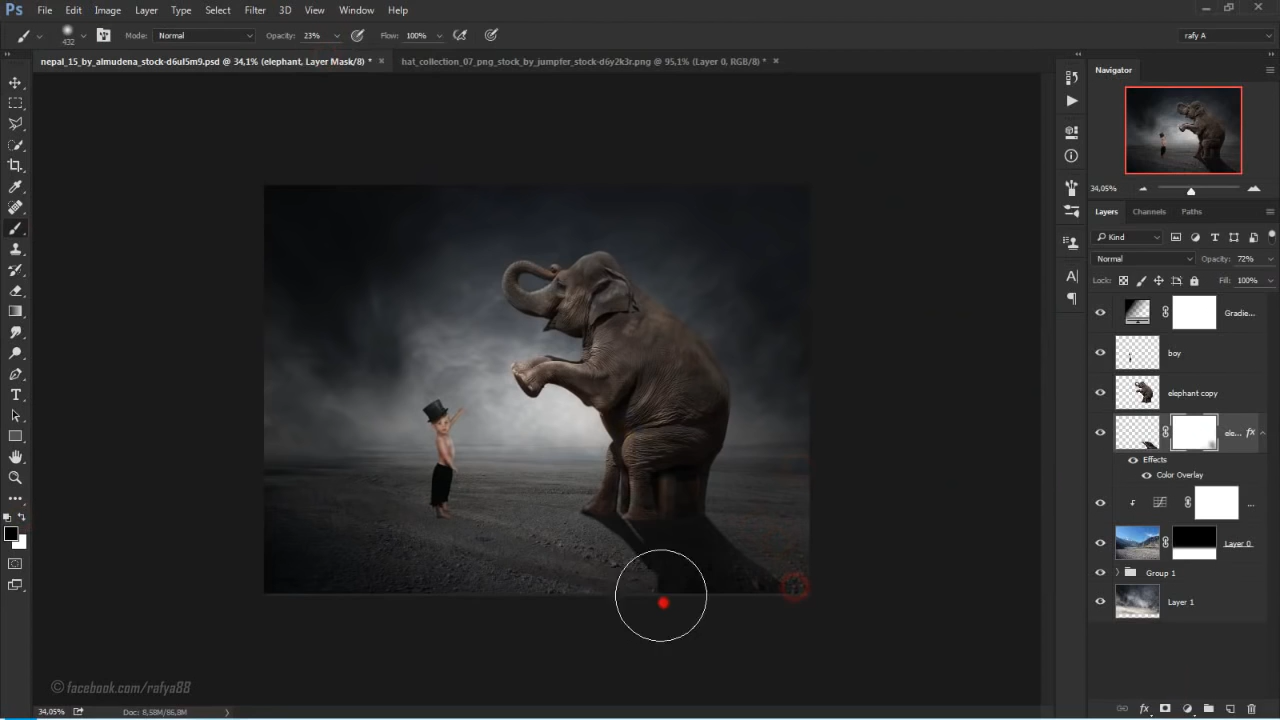 Ps File Edit Image Layer Type Select Filter 3D View Window Help
432 Mode: Normal Opacity: 23% Flow: 100% rafy A
nepal_15_by_almudena_stock-d6ul5m9.psd @ 34,1% (elephant, Layer Mask/8) * hat_collection_07_png_stock_by_jumpfer_stock-d6y2k3r.png @ 95,1% (Layer 0, RGB/8) *
Navigator
34,05%
Layers Channels Paths
Kind
Normal Opacity: 72%
Lock: Fill: 100%
Gradie...
boy
elephant copy
ele... fx
Effects
Color Overlay
...
Layer 0
Group 1
Layer 1
© facebook.com/rafya88
34,05% Doc: 8,58M/86,8M
fx